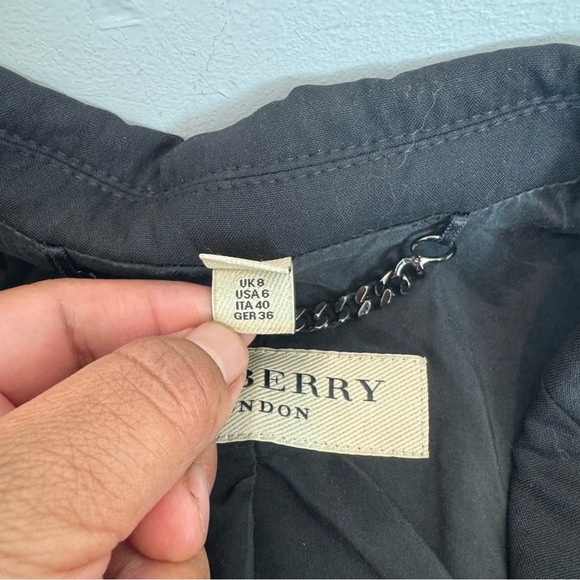 UK 8
USA 6
ITA 40
GER 36
BERRY
NDON